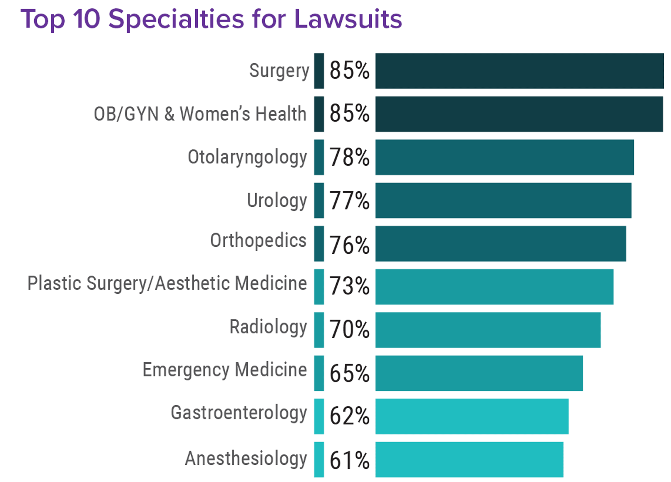 Top 10 Specialties for Lawsuits
Surgery 85%
OB/GYN & Women's Health 85%
Otolaryngology 78%
Urology 77%
Orthopedics 76%
Plastic Surgery/Aesthetic Medicine 73%
Radiology 70%
Emergency Medicine 65%
Gastroenterology 62%
Anesthesiology 61%